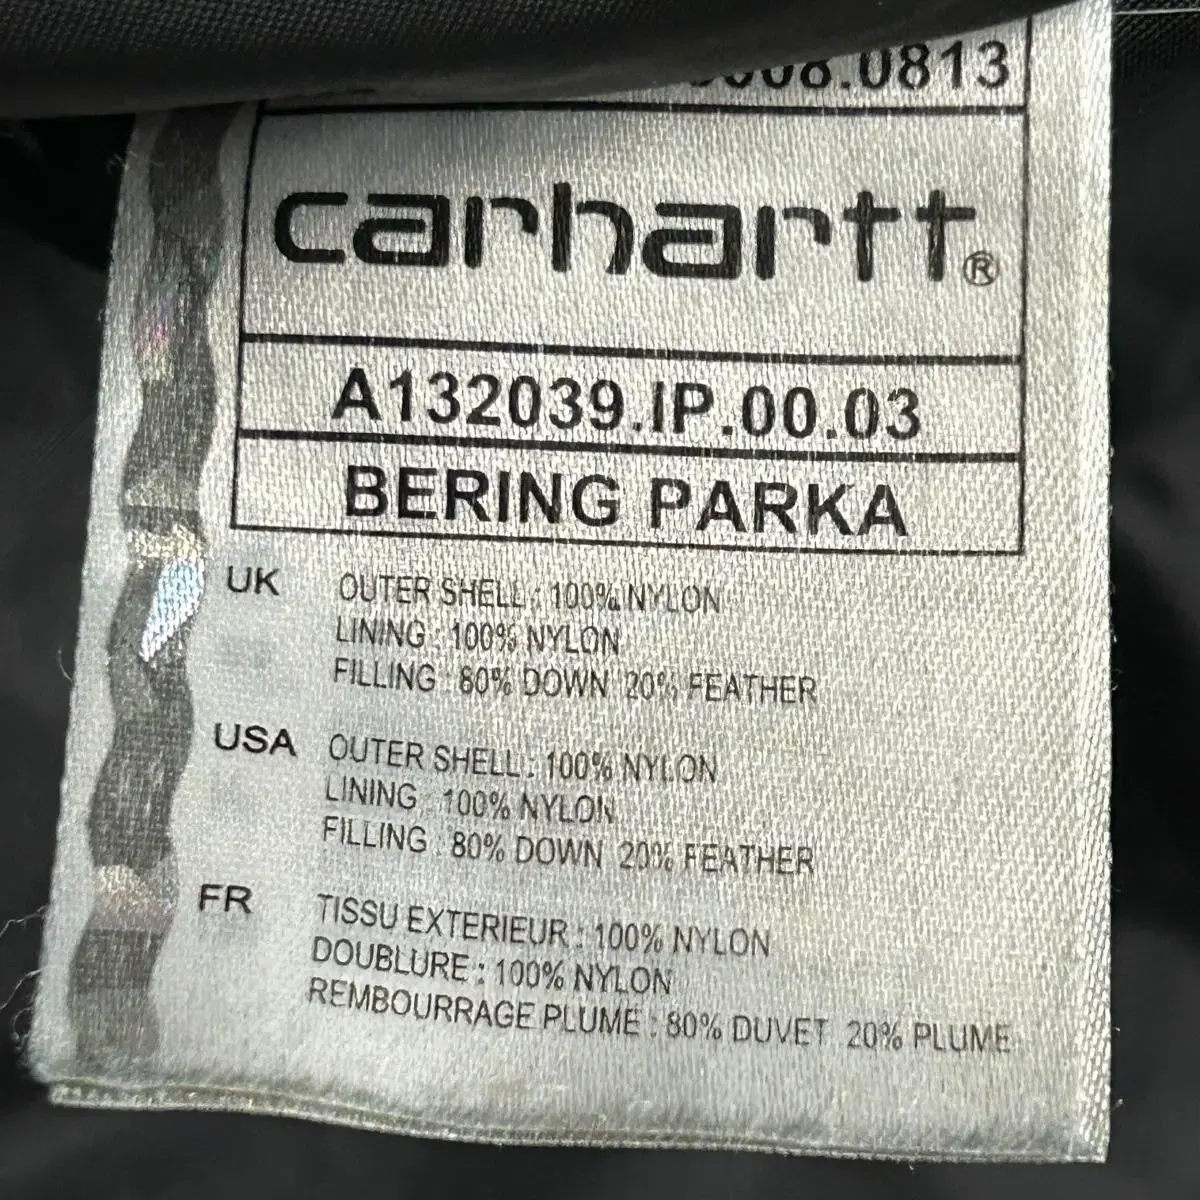 08.0813
carhartt®
A132039.IP.00.03
BERING PARKA
UK OUTER SHELL : 100% NYLON
LINING : 100% NYLON
FILLING : 80% DOWN 20% FEATHER
USA OUTER SHELL : 100% NYLON
LINING : 100% NYLON
FILLING : 80% DOWN 20% FEATHER
FR TISSU EXTERIEUR : 100% NYLON
DOUBLURE : 100% NYLON
REMBOURRAGE PLUME : 80% DUVET 20% PLUME